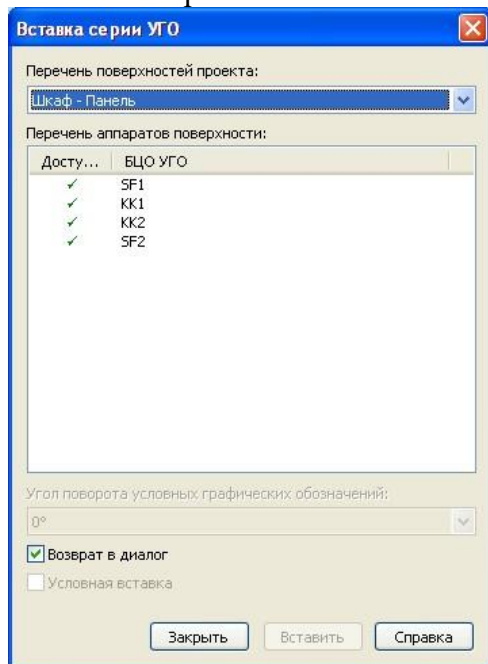 Вставка серии УГО
Перечень поверхностей проекта:
Шкаф - Панель
Перечень аппаратов поверхности:
Досту... БЦО УГО
SF1
KK1
KK2
SF2
Угол поворота условных графических обозначений:
0°
Возврат в диалог
Условная вставка
Закрыть Вставить Справка